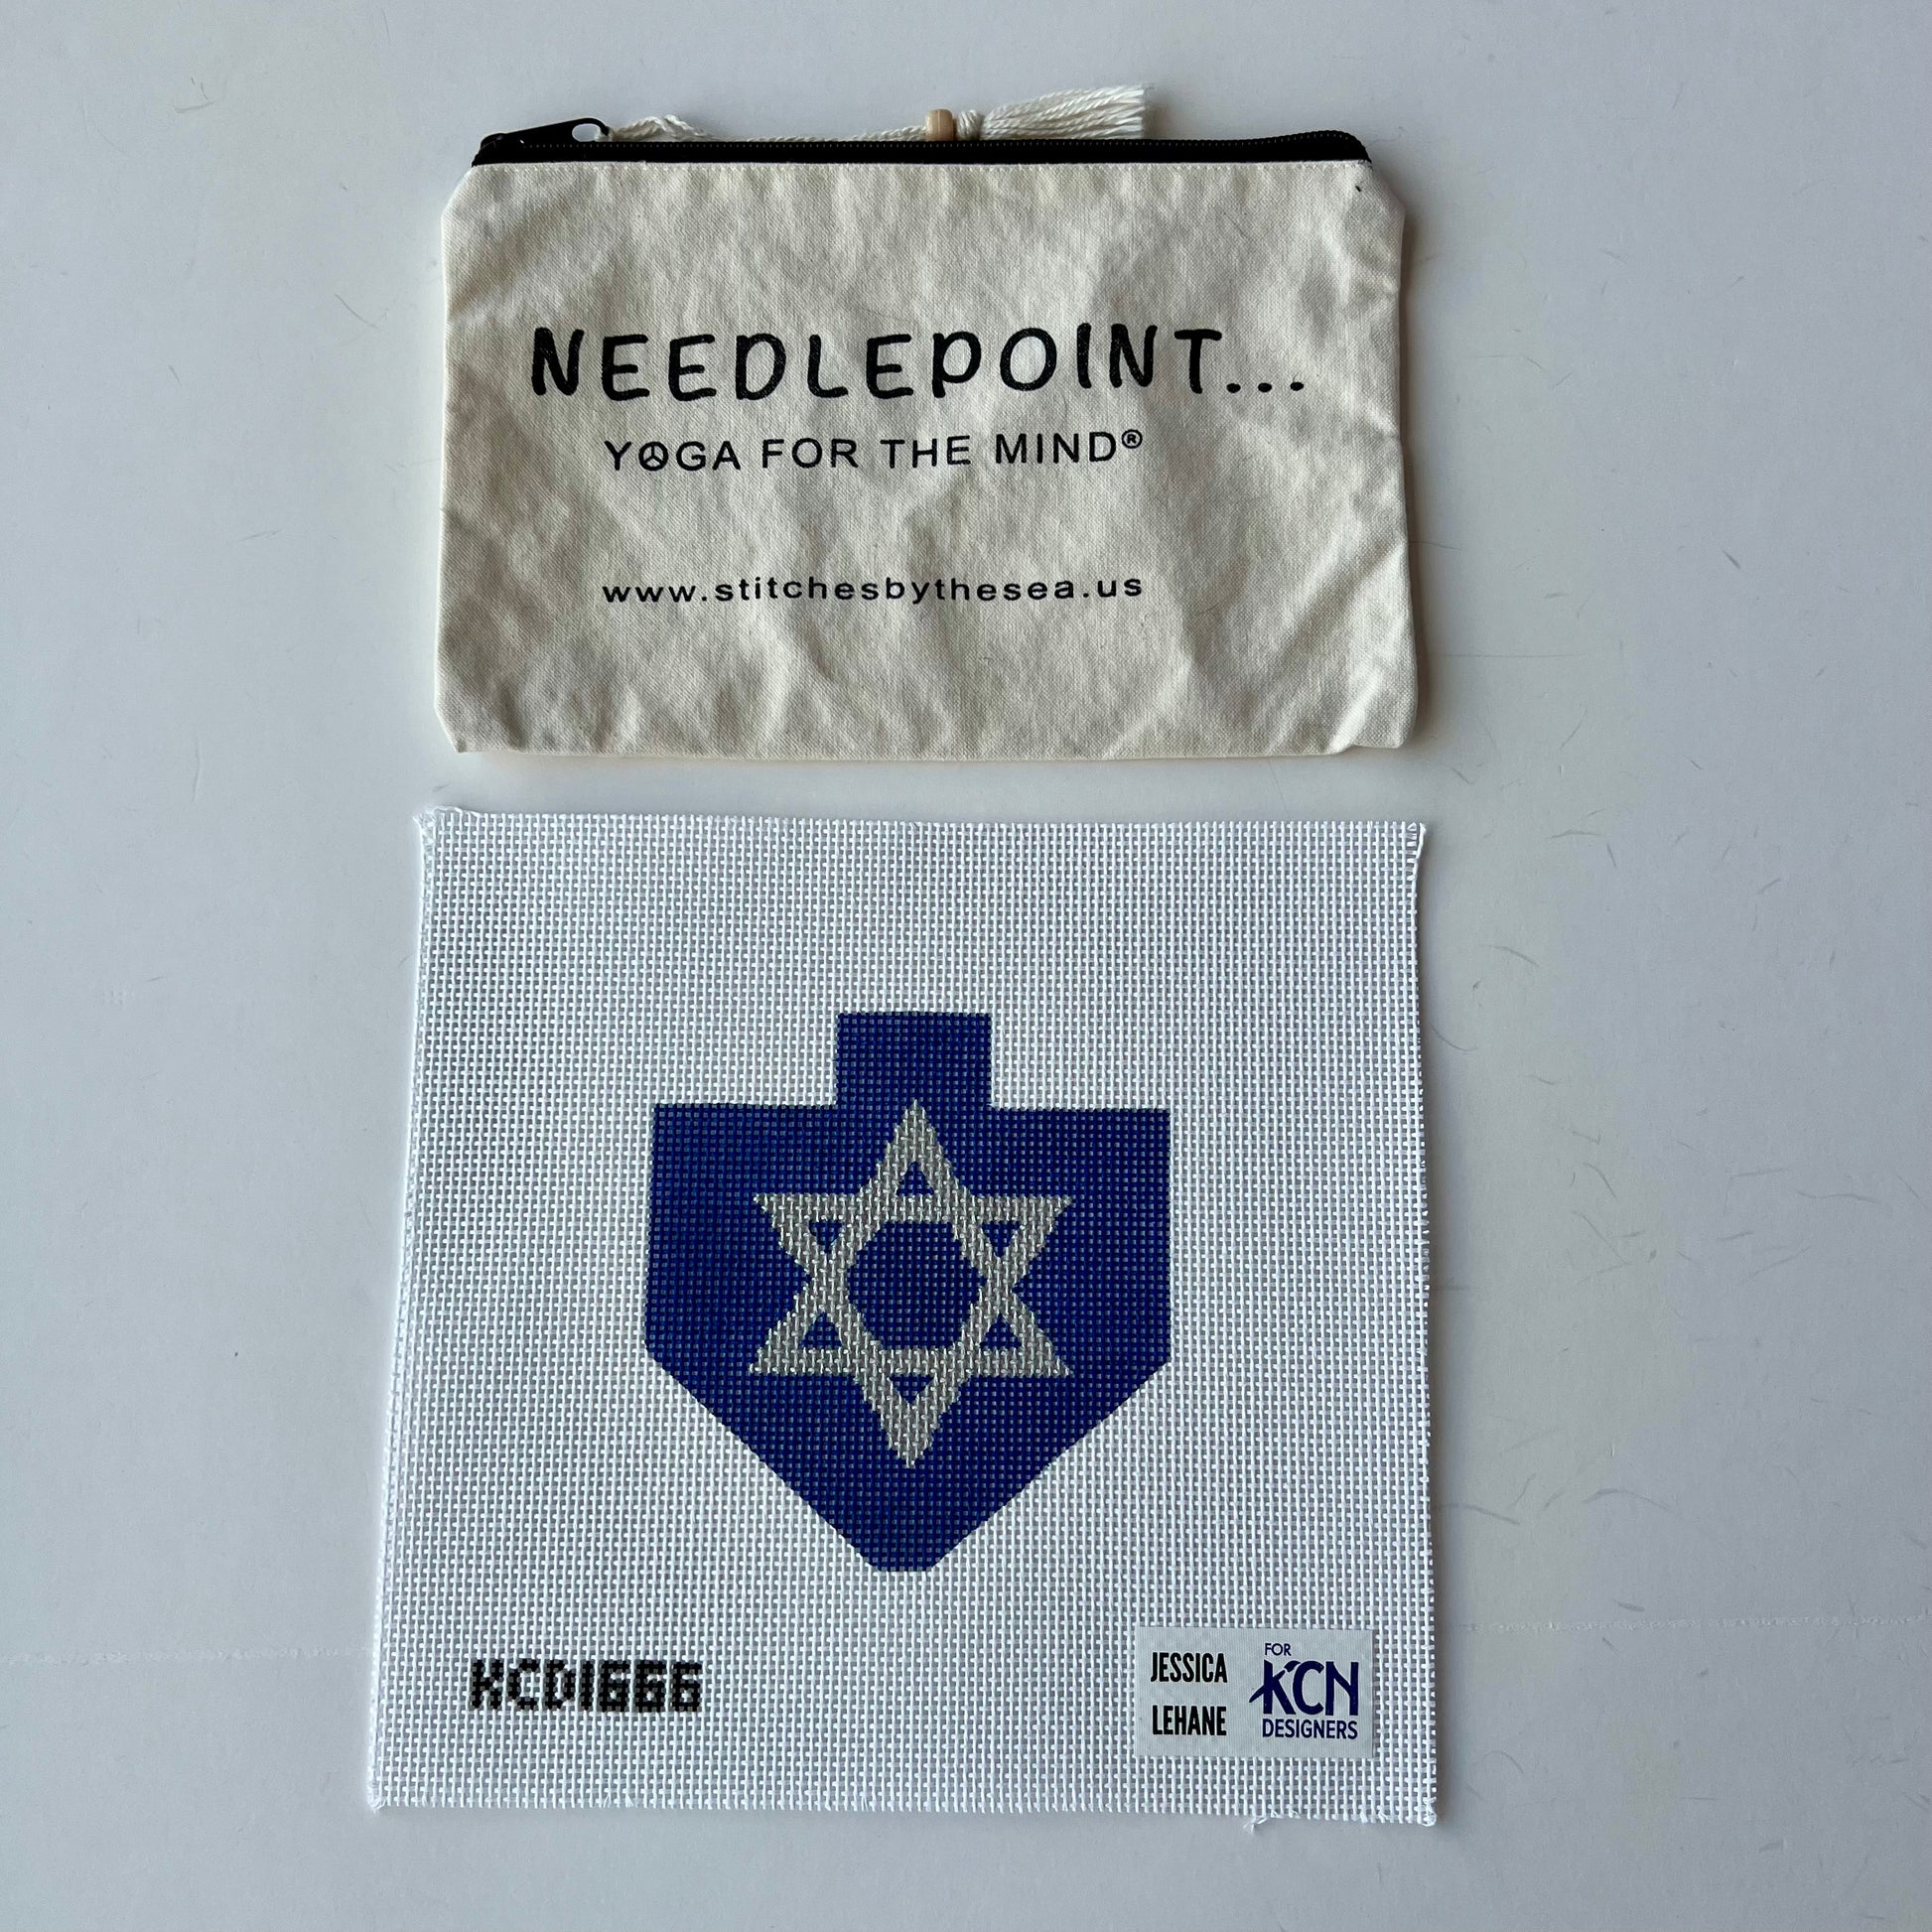 NEEDLEPOINT...
YOGA FOR THE MIND®
www.stitchesbythesea.us
KCD1666
JESSICA
LEHANE
FOR
KCN
DESIGNERS